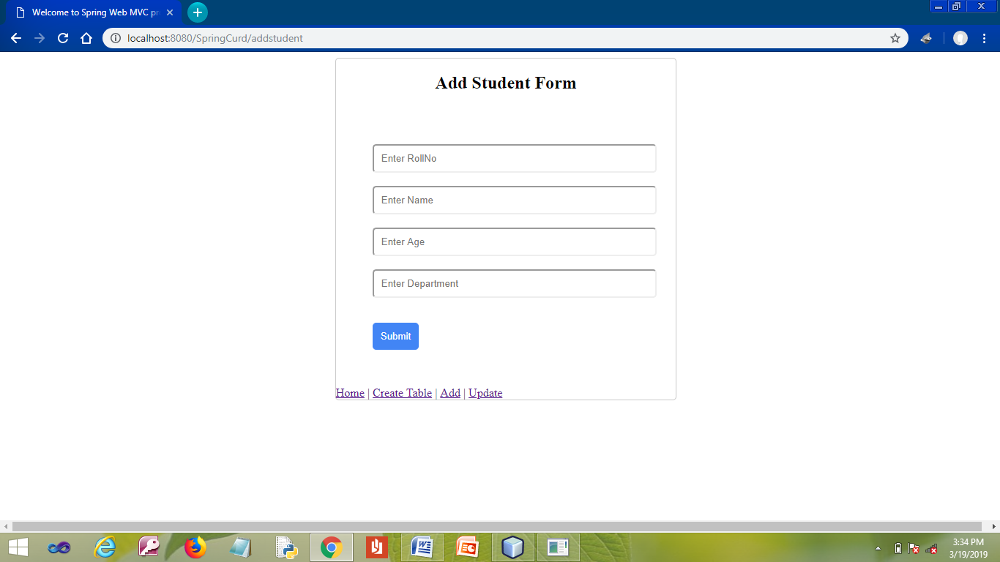 Welcome to Spring Web MVC pr
localhost:8080/SpringCurd/addstudent
Add Student Form
Enter RollNo
Enter Name
Enter Age
Enter Department
Submit
Home | Create Table | Add | Update
3:34 PM
3/19/2019